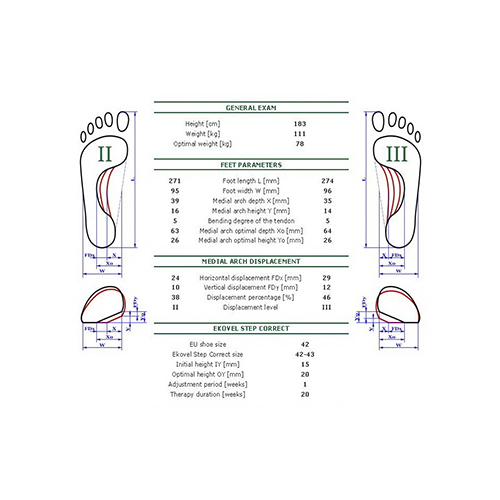 GENERAL EXAM
Height [cm] 183
Weight [kg] 111
Optimal weight [kg] 78
FEET PARAMETERS
271 Foot length L [mm] 274
95 Foot width W [mm] 96
39 Medial arch depth X [mm] 35
16 Medial arch height Y [mm] 14
5 Bending degree of the tendon 5
63 Medial arch optimal depth Xo [mm] 64
26 Medial arch optimal height Yo [mm] 26
MEDIAL ARCH DISPLACEMENT
24 Horizontal displacement FDx [mm] 29
10 Vertical displacement FDy [mm] 12
38 Displacement percentage [%] 46
II Displacement level III
EKOVEL STEP CORRECT
EU shoe size 42
Ekovel Step Correct size 42-43
Initial height IY [mm] 15
Optimal height OY [mm] 20
Adjustment period [weeks] 1
Therapy duration [weeks] 20
II
L
FDx X
Xo
W
FDy
Y
Yo
FDx X
Xo
W
III
L
X FDx
Xo
W
FDy
Y
Yo
X FDx
Xo
W